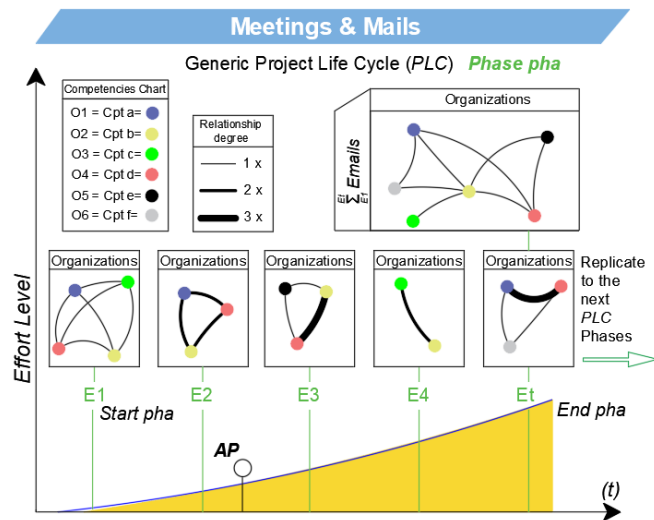 Meetings & Mails
Generic Project Life Cycle (PLC) Phase pha
Competencies Chart
O1 = Cpt a=
O2 = Cpt b=
O3 = Cpt c=
O4 = Cpt d=
O5 = Cpt e=
O6 = Cpt f=
Relationship
degree
1 x
2 x
3 x
Organizations
Et
∑ Emails
E1
Effort Level
Organizations
Organizations
Organizations
Organizations
Organizations
Replicate
to the
next
PLC
Phases
E1
E2
E3
E4
Et
Start pha
End pha
AP
(t)